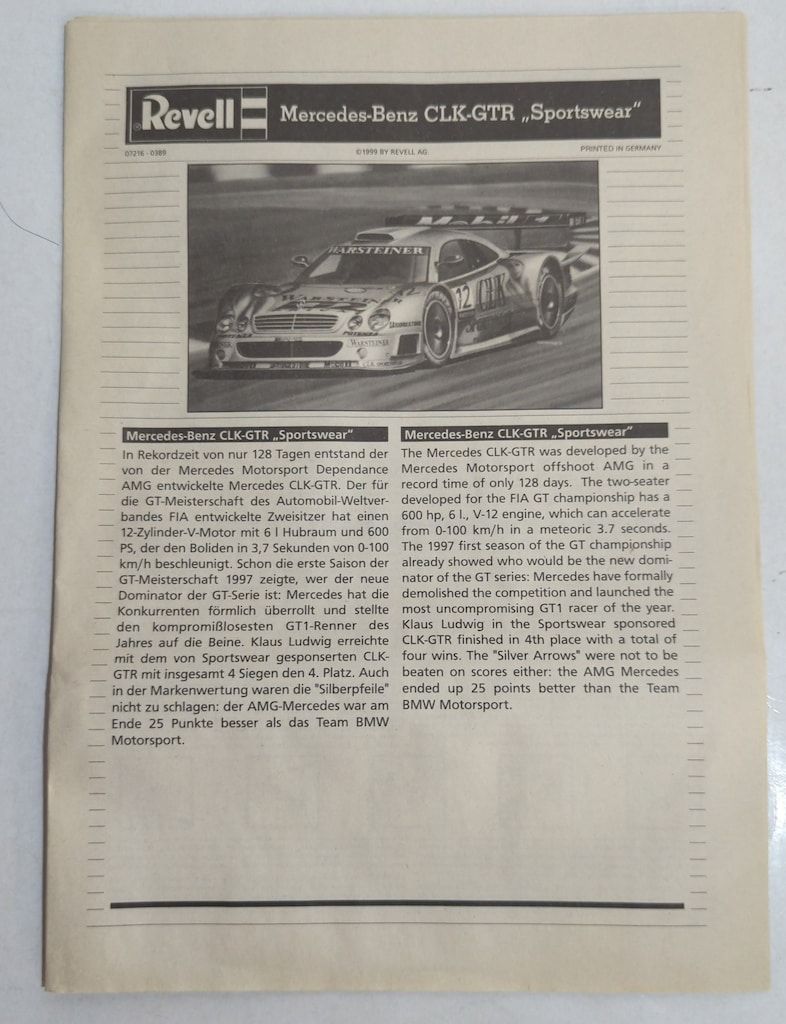 Revell
Mercedes-Benz CLK-GTR „Sportswear"
07216 - 0389
©1999 BY REVELL AG.
PRINTED IN GERMANY
Mobil
WARSTEINER
WARSTEINER
12
CLK
WARSTEINER
Mercedes-Benz CLK-GTR „Sportswear"
In Rekordzeit von nur 128 Tagen entstand der
von der Mercedes Motorsport Dependance
AMG entwickelte Mercedes CLK-GTR. Der für
die GT-Meisterschaft des Automobil-Weltver-
bandes FIA entwickelte Zweisitzer hat einen
12-Zylinder-V-Motor mit 6 l Hubraum und 600
PS, der den Boliden in 3,7 Sekunden von 0-100
km/h beschleunigt. Schon die erste Saison der
GT-Meisterschaft 1997 zeigte, wer der neue
Dominator der GT-Serie ist: Mercedes hat die
Konkurrenten förmlich überrollt und stellte
den kompromißlosesten GT1-Renner des
Jahres auf die Beine. Klaus Ludwig erreichte
mit dem von Sportswear gesponserten CLK-
GTR mit insgesamt 4 Siegen den 4. Platz. Auch
in der Markenwertung waren die "Silberpfeile"
nicht zu schlagen: der AMG-Mercedes war am
Ende 25 Punkte besser als das Team BMW
Motorsport.
Mercedes-Benz CLK-GTR „Sportswear"
The Mercedes CLK-GTR was developed by the
Mercedes Motorsport offshoot AMG in a
record time of only 128 days. The two-seater
developed for the FIA GT championship has a
600 hp, 6 l., V-12 engine, which can accelerate
from 0-100 km/h in a meteoric 3.7 seconds.
The 1997 first season of the GT championship
already showed who would be the new domi-
nator of the GT series: Mercedes have formally
demolished the competition and launched the
most uncompromising GT1 racer of the year.
Klaus Ludwig in the Sportswear sponsored
CLK-GTR finished in 4th place with a total of
four wins. The "Silver Arrows" were not to be
beaten on scores either: the AMG Mercedes
ended up 25 points better than the Team
BMW Motorsport.